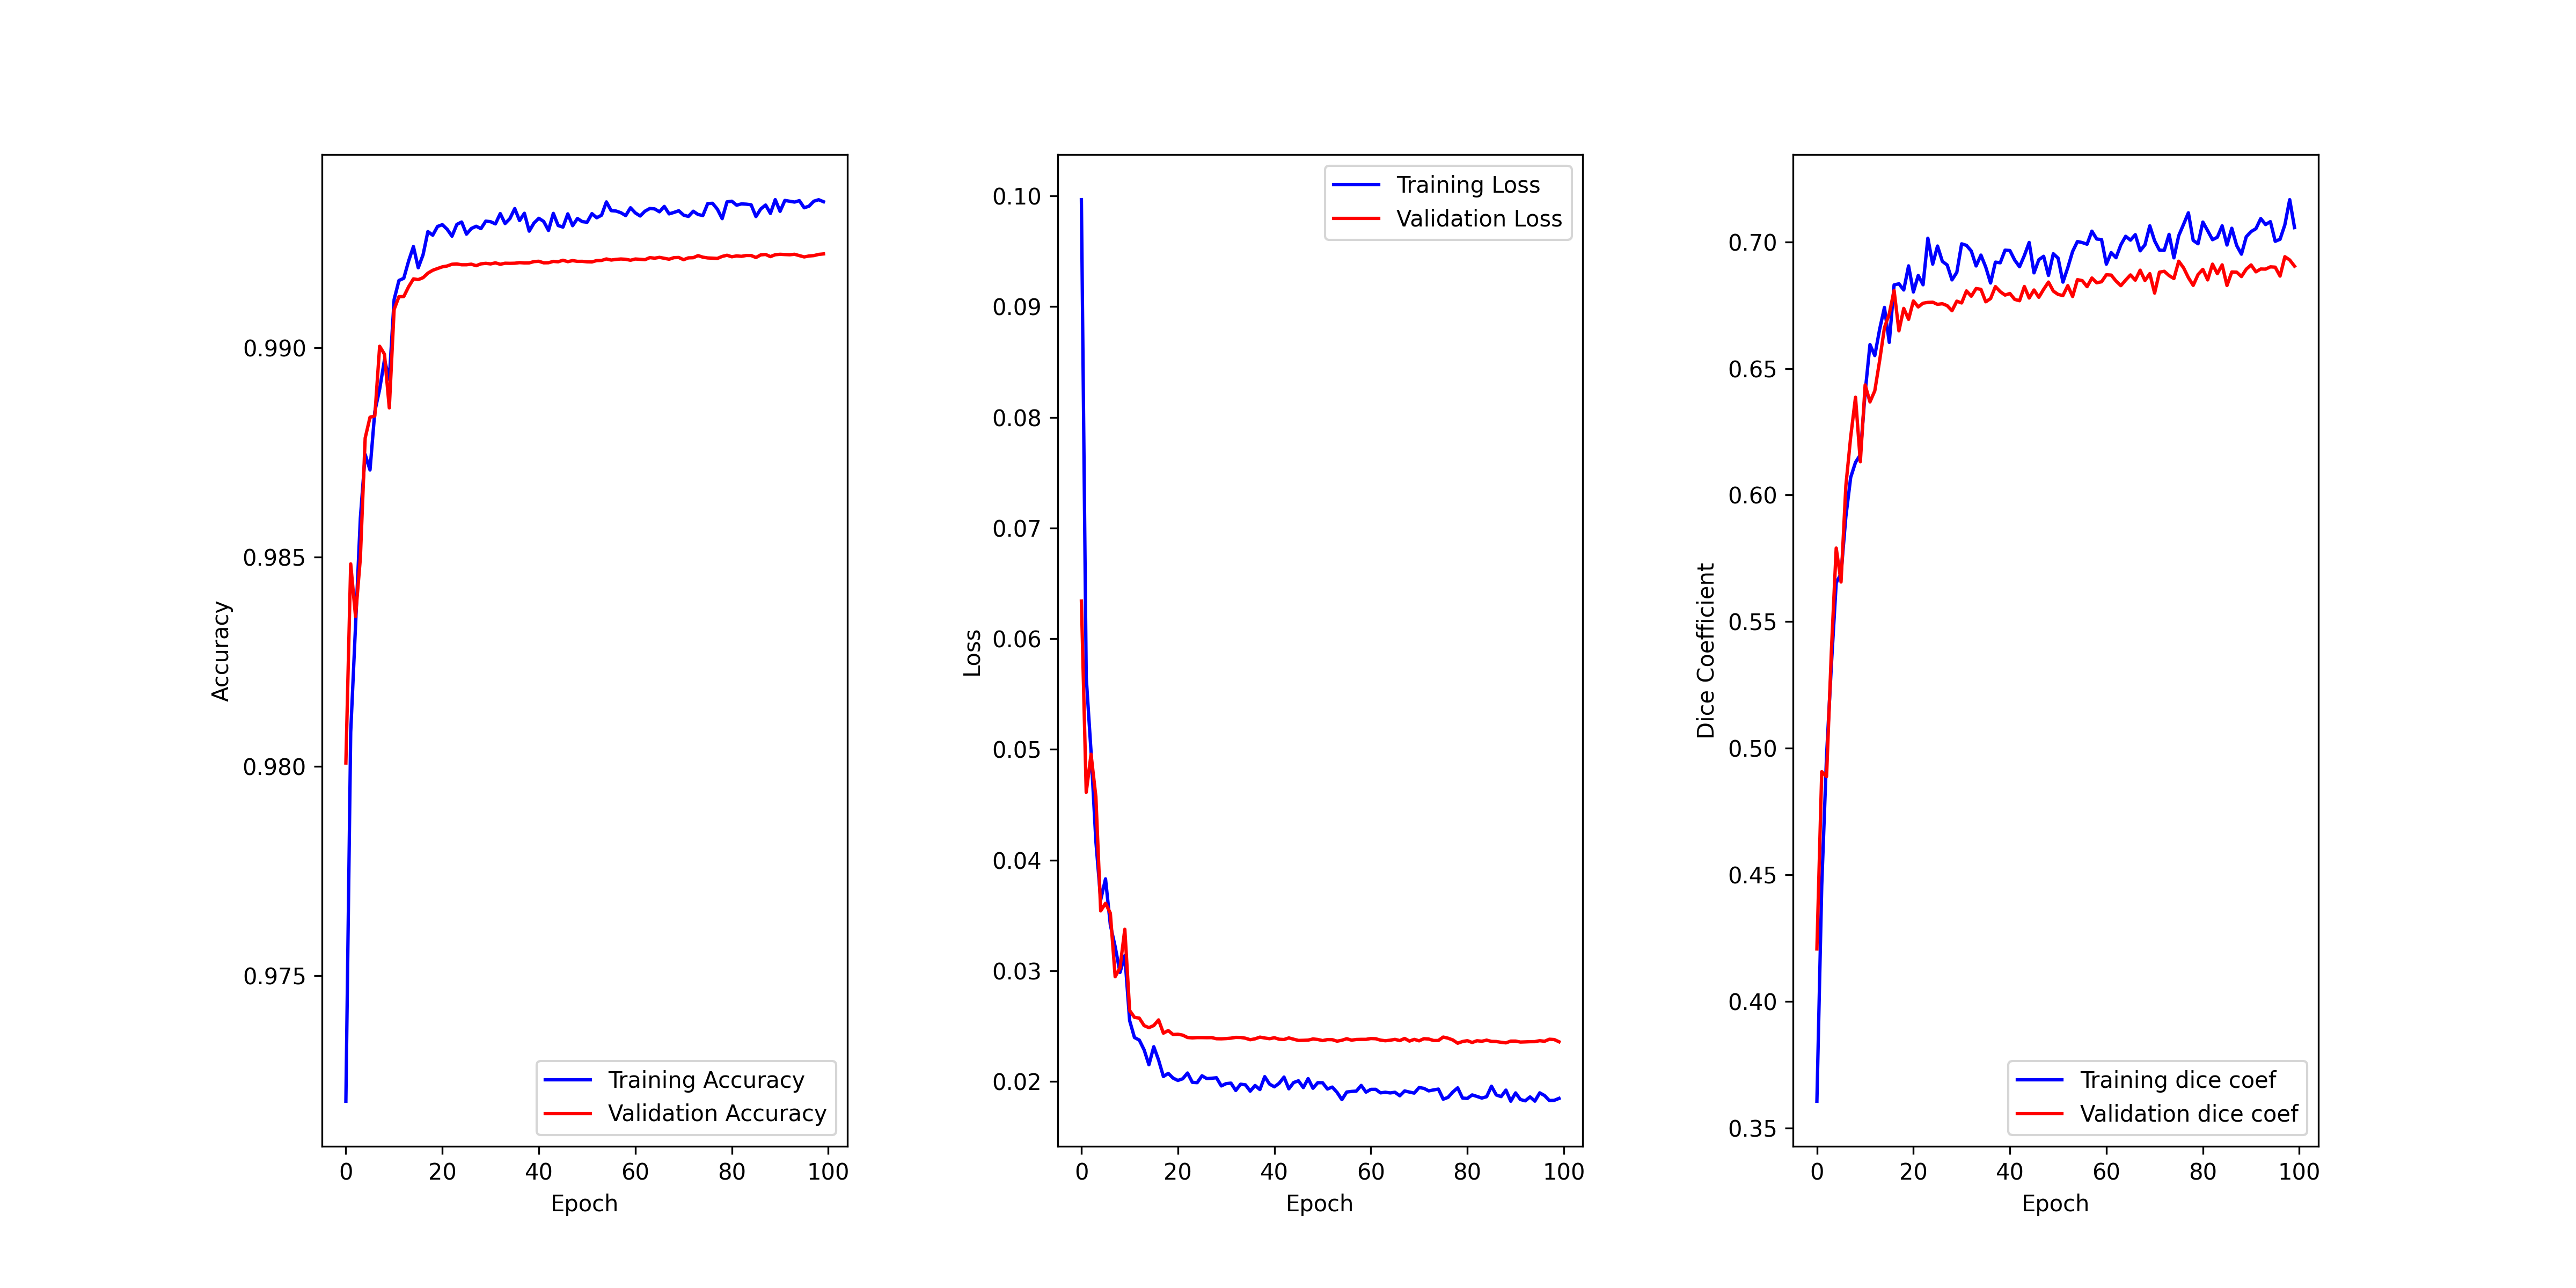 Accuracy
0.990
0.985
0.980
0.975
Training Accuracy
Validation Accuracy
0 20 40 60 80 100
Epoch
Loss
0.10
0.09
0.08
0.07
0.06
0.05
0.04
0.03
0.02
Training Loss
Validation Loss
0 20 40 60 80 100
Epoch
Dice Coefficient
0.70
0.65
0.60
0.55
0.50
0.45
0.40
0.35
Training dice coef
Validation dice coef
0 20 40 60 80 100
Epoch